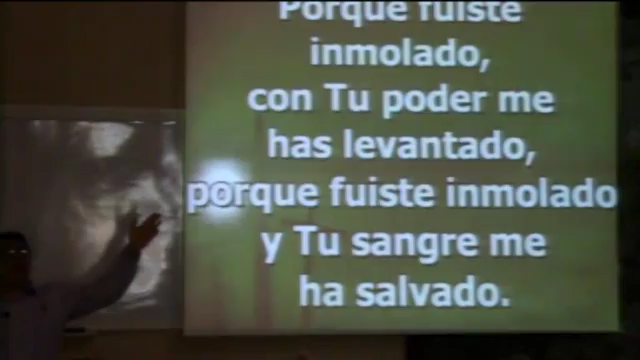 Porque fuiste
inmolado,
con Tu poder me
has levantado,
porque fuiste inmolado
y Tu sangre me
ha salvado.